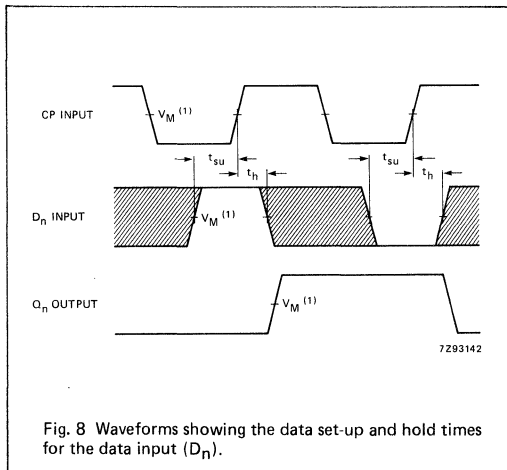 CP INPUT
V_M (1)
t_su
t_su
t_h
t_h
D_n INPUT
V_M (1)
Q_n OUTPUT
V_M (1)
7Z93142
Fig. 8 Waveforms showing the data set-up and hold times
for the data input (D_n).